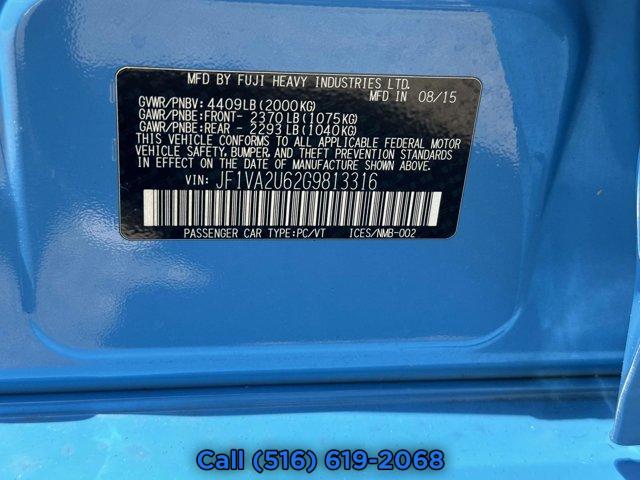 MFD BY FUJI HEAVY INDUSTRIES LTD.
MFD IN 08/15
GVWR/PNBV: 4409LB(2000KG)
GAWR/PNBE:FRONT- 2370LB(1075KG)
GAWR/PNBE:REAR - 2293LB(1040KG)
THIS VEHICLE CONFORMS TO ALL APPLICABLE FEDERAL MOTOR
VEHICLE SAFETY,BUMPER,AND THEFT PREVENTION STANDARDS
IN EFFECT ON THE DATE OF MANUFACTURE SHOWN ABOVE.
VIN: JF1VA2U62G9813316
PASSENGER CAR TYPE:PC/VT ICES/NMB-002
Call (516) 619-2068